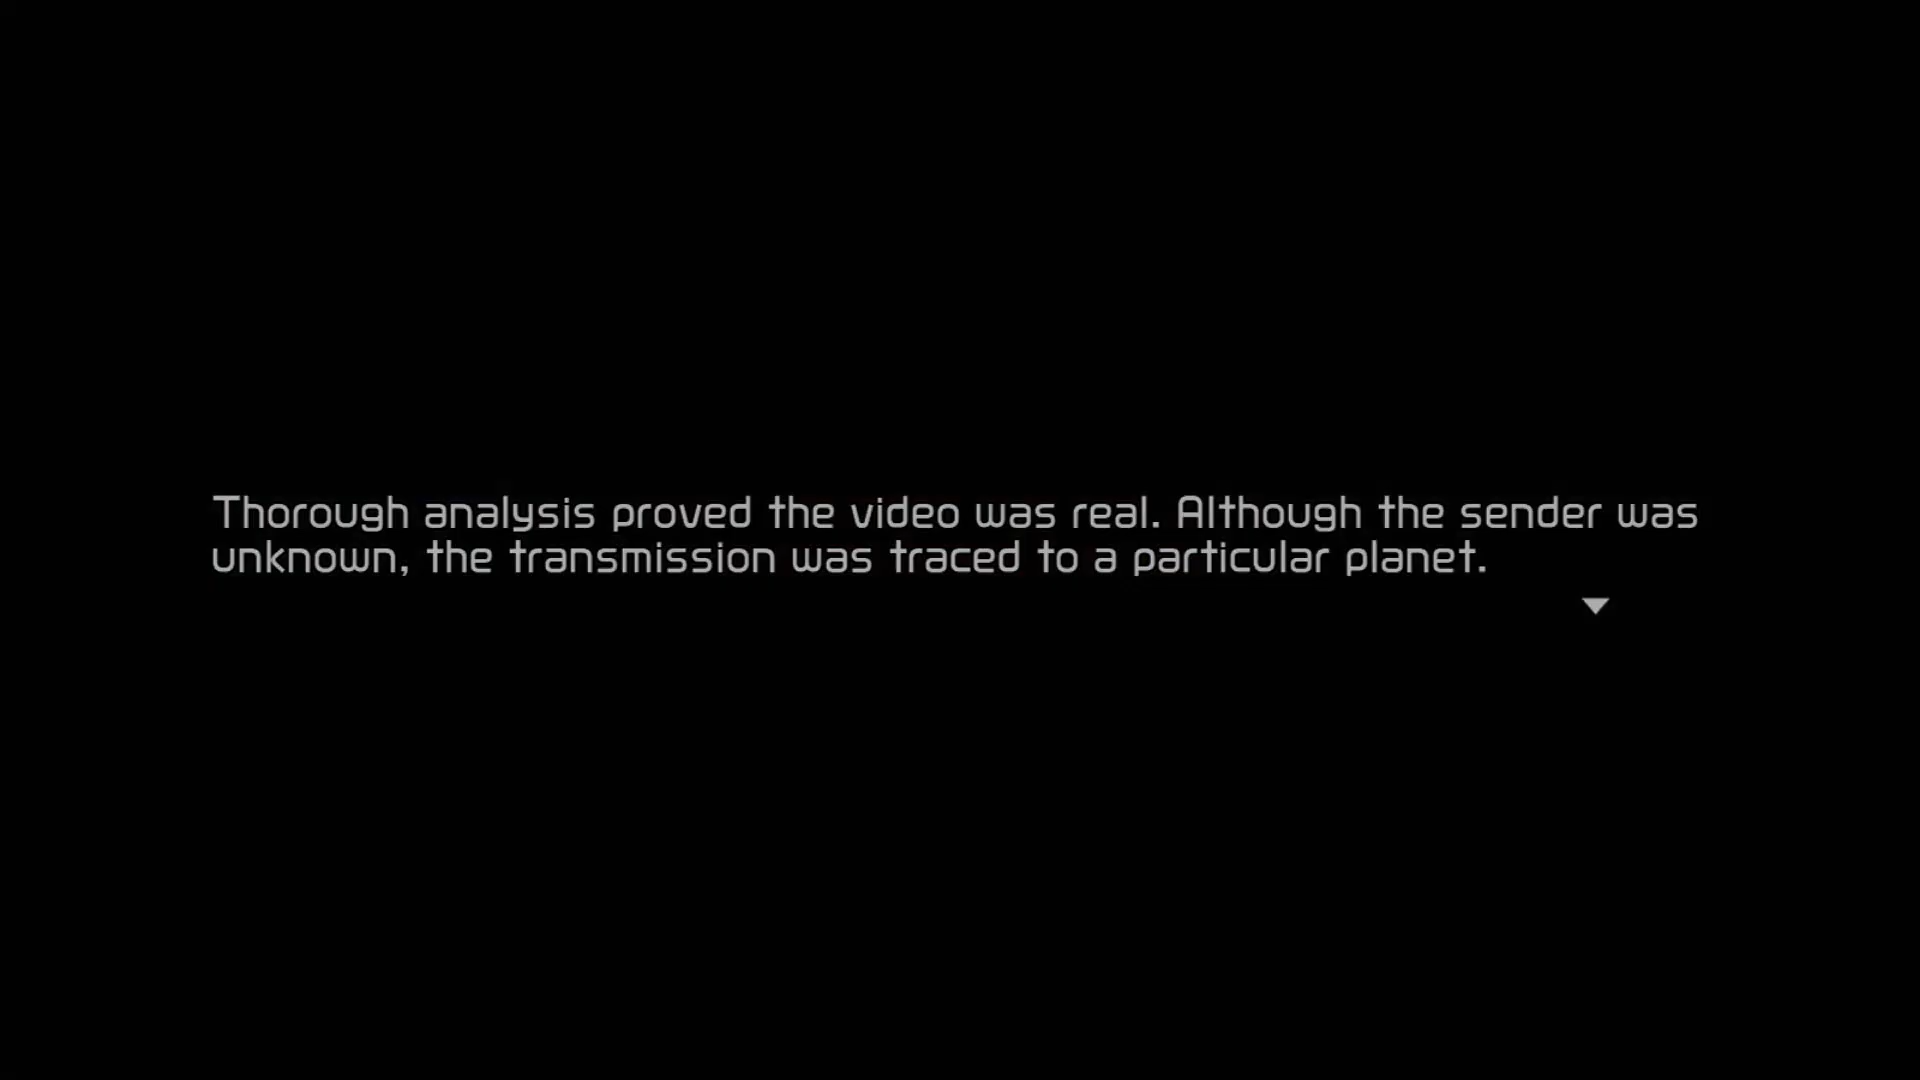 Thorough analysis proved the video was real. Although the sender was
unknown, the transmission was traced to a particular planet.